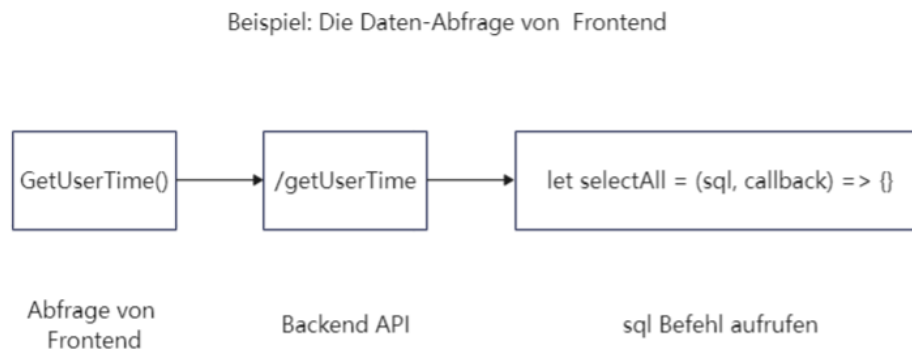 Beispiel: Die Daten-Abfrage von Frontend
GetUserTime()
/getUserTime
let selectAll = (sql, callback) => {}
Abfrage von
Frontend
Backend API
sql Befehl aufrufen